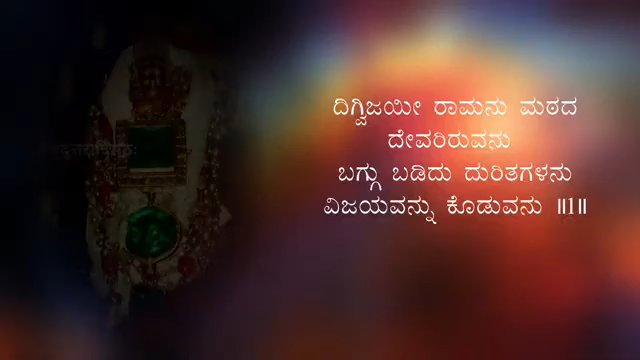 ದಿಗ್ವಿಜಯೀ ರಾಮನು ಮಠದ
ದೇವರಿರುವನು
ಬಗ್ಗು ಬಡಿದು ದುರಿತಗಳನು
ವಿಜಯವನ್ನು ಕೊಡುವನು ॥1॥